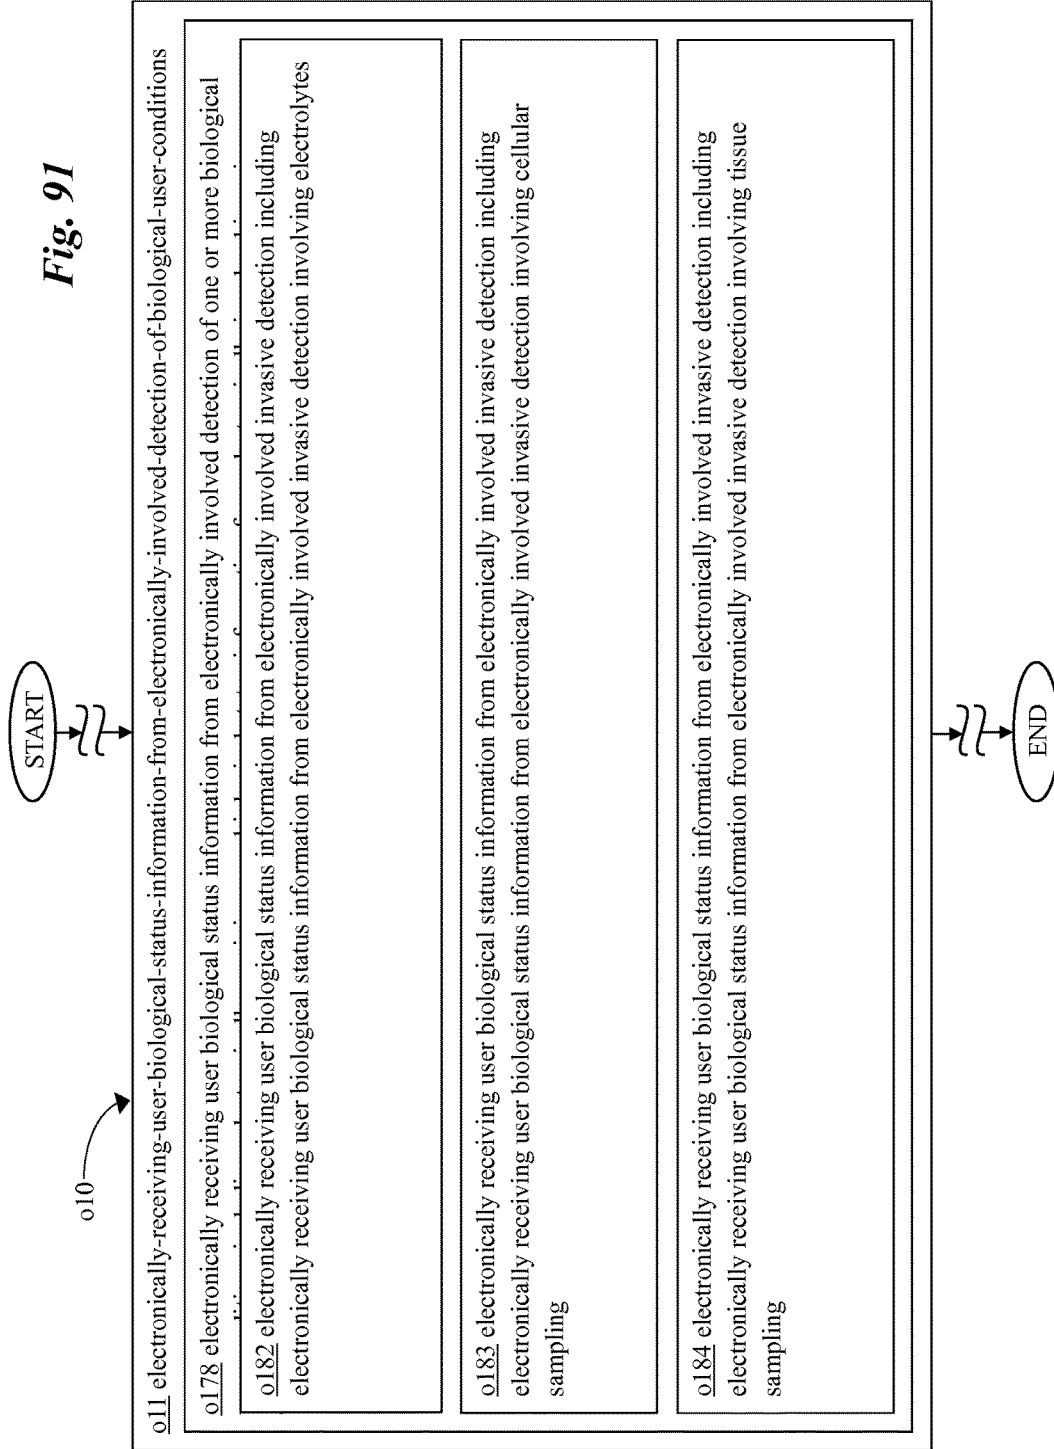 Fig. 91
START
o10
o11 electronically-receiving-user-biological-status-information-from-electronically-involved-detection-of-biological-user-conditions
o178 electronically receiving user biological status information from electronically involved detection of one or more biological
o182 electronically receiving user biological status information from electronically involved invasive detection including
electronically receiving user biological status information from electronically involved invasive detection involving electrolytes
o183 electronically receiving user biological status information from electronically involved invasive detection including
electronically receiving user biological status information from electronically involved invasive detection involving cellular
sampling
o184 electronically receiving user biological status information from electronically involved invasive detection including
electronically receiving user biological status information from electronically involved invasive detection involving tissue
sampling
END